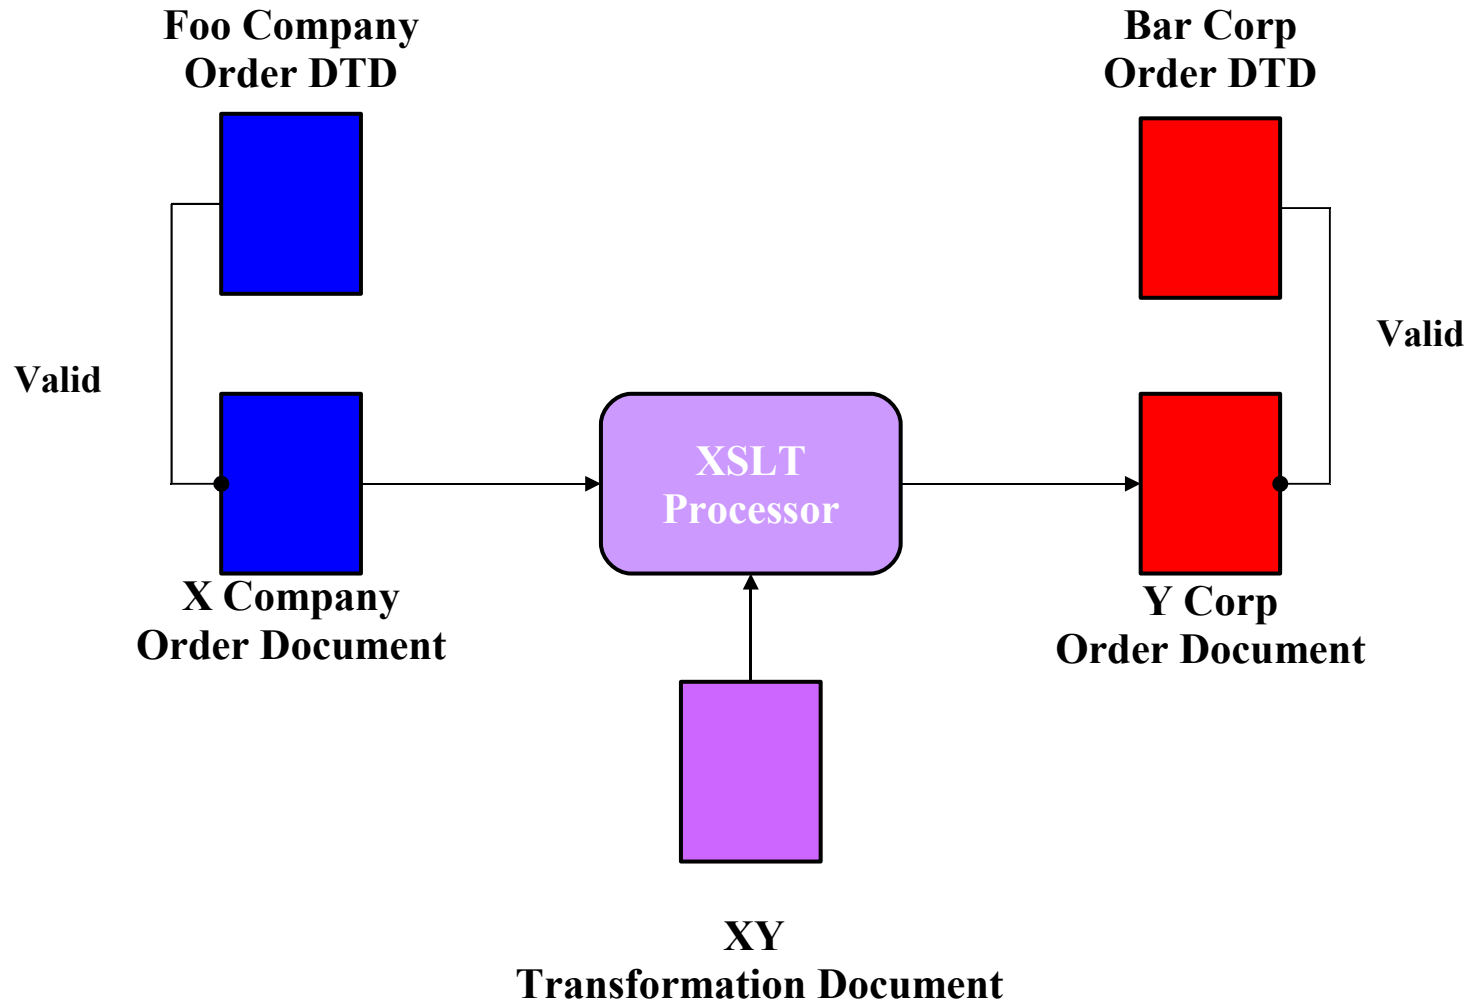 Foo Company
Order DTD
Bar Corp
Order DTD
Valid
Valid
XSLT
Processor
X Company
Order Document
Y Corp
Order Document
XY
Transformation Document